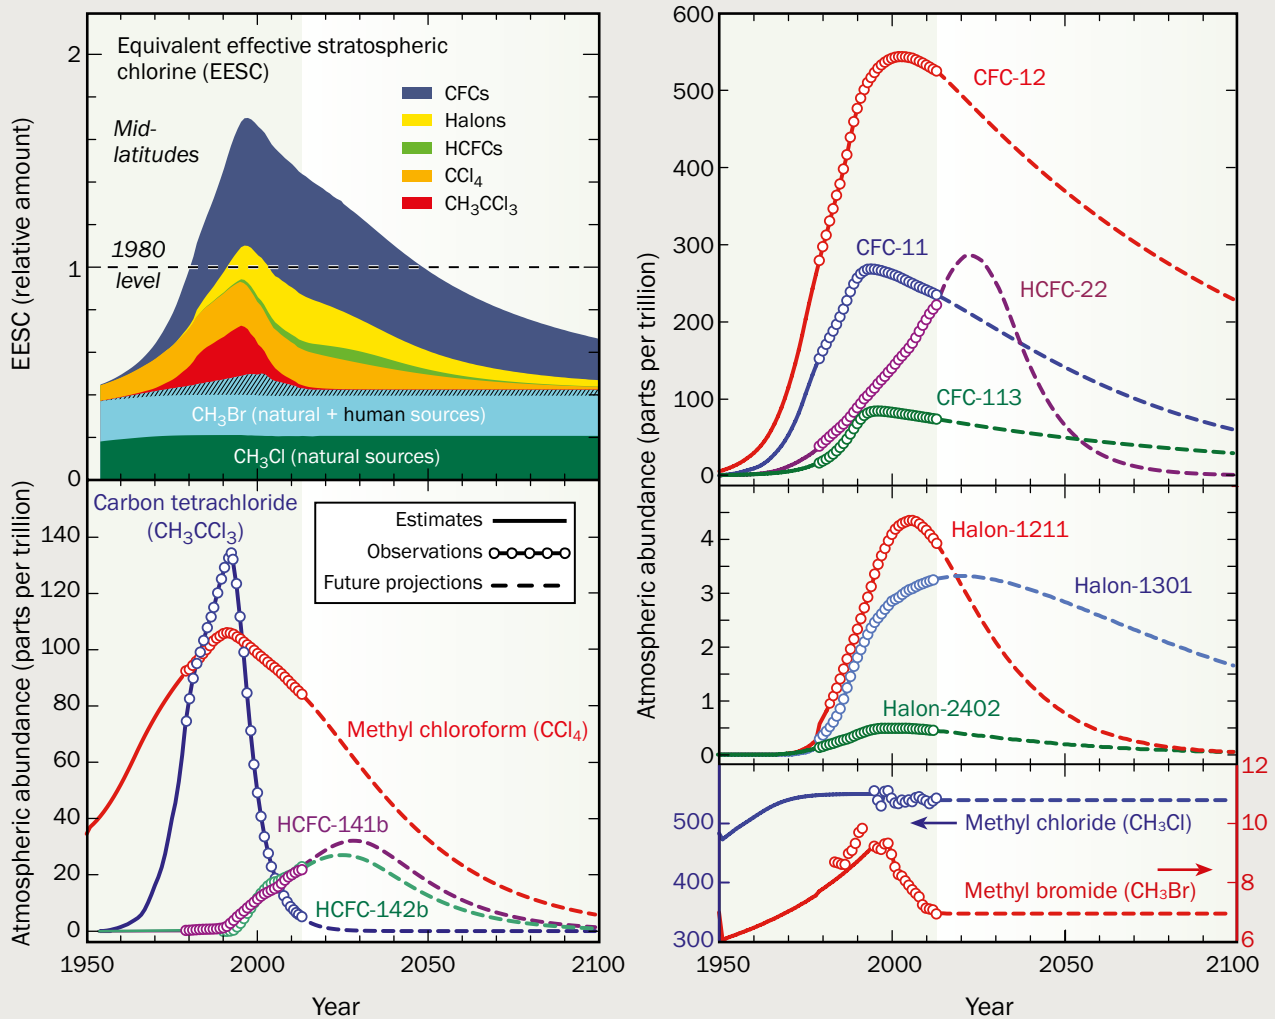 Equivalent effective stratospheric
chlorine (EESC)
CFCs
Halons
HCFCs
CCl4
CH3CCl3
Mid-
latitudes
1980
level
CH3Br (natural + human sources)
CH3Cl (natural sources)
EESC (relative amount)
2
1
0
Carbon tetrachloride
(CH3CCl3)
Estimates
Observations
Future projections
Methyl chloroform (CCl4)
HCFC-141b
HCFC-142b
Atmospheric abundance (parts per trillion)
140
120
100
80
60
40
20
0
1950
2000
2050
2100
Year
600
500
400
300
200
100
0
CFC-12
CFC-11
HCFC-22
CFC-113
Atmospheric abundance (parts per trillion)
4
3
2
1
0
Halon-1211
Halon-1301
Halon-2402
500
400
300
12
10
8
6
Methyl chloride (CH3Cl)
Methyl bromide (CH3Br)
1950
2000
2050
2100
Year